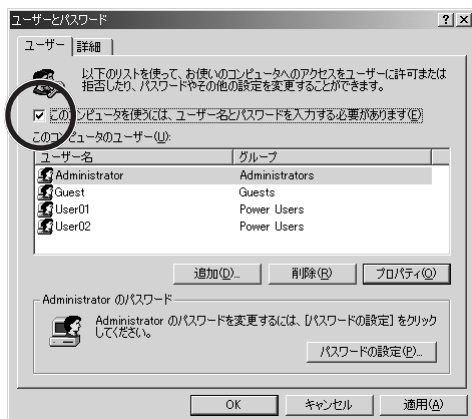 ユーザーとパスワード
ユーザー 詳細
以下のリストを使って、お使いのコンピュータへのアクセスをユーザーに許可または
拒否したり、パスワードやその他の設定を変更することができます。
このコンピュータを使うには、ユーザー名とパスワードを入力する必要があります(E)
このコンピュータのユーザー(U):
ユーザー名 グループ
Administrator Administrators
Guest Guests
User01 Power Users
User02 Power Users
追加(D)... 削除(R) プロパティ(O)
Administrator のパスワード
Administrator のパスワードを変更するには、[パスワードの設定] をクリック
してください。
パスワードの設定(P)...
OK キャンセル 適用(A)